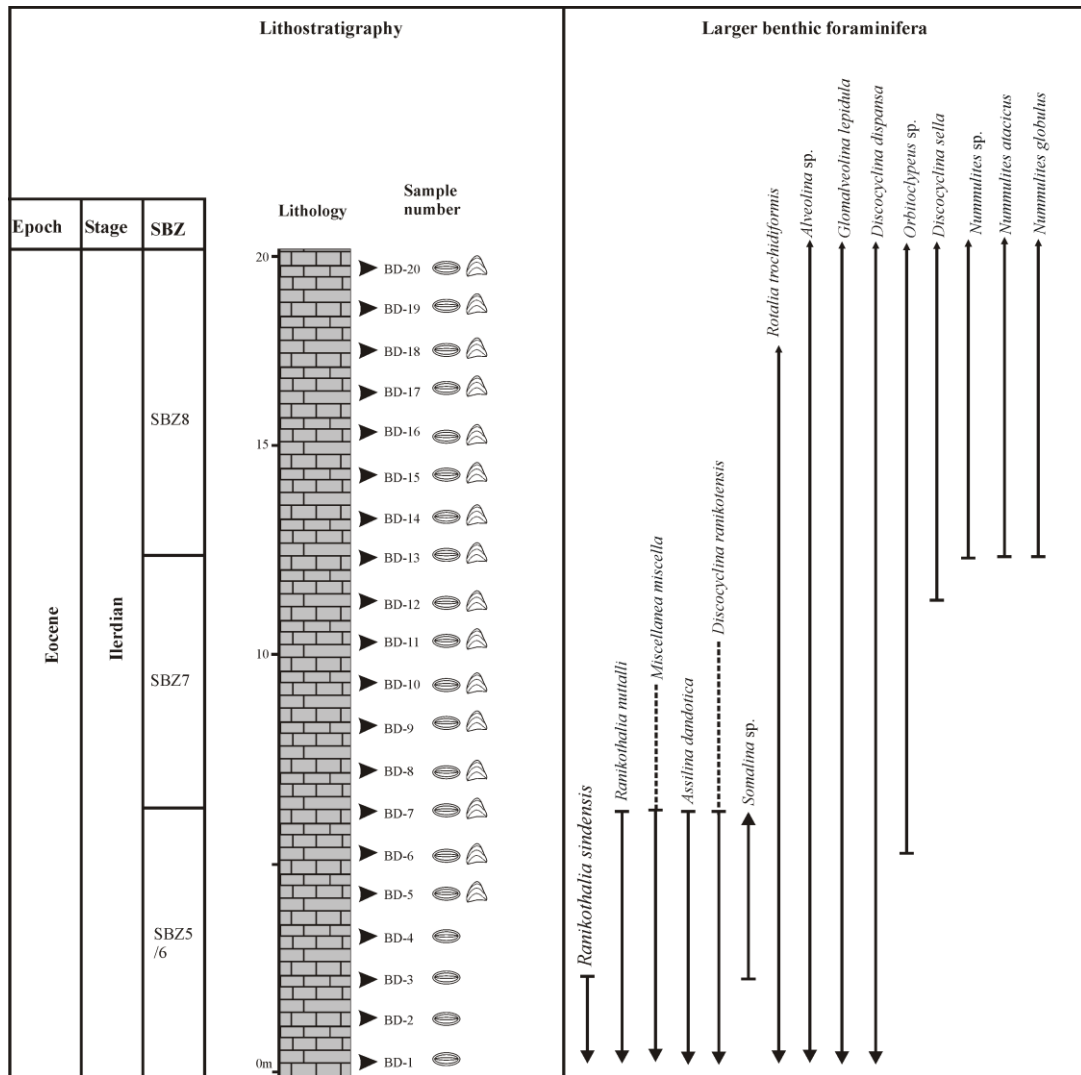 Lithostratigraphy
Larger benthic foraminifera
Epoch
Stage
SBZ
Lithology
Sample
number
Eocene
Ilerdian
SBZ8
SBZ7
SBZ5
/6
20
15
10
0m
BD-20
BD-19
BD-18
BD-17
BD-16
BD-15
BD-14
BD-13
BD-12
BD-11
BD-10
BD-9
BD-8
BD-7
BD-6
BD-5
BD-4
BD-3
BD-2
BD-1
Ranikothalia sindensis
Ranikothalia nuttalli
Miscellanea miscella
Assilina dandotica
Discocyclina ranikotensis
Somalina sp.
Rotalia trochidiformis
Alveolina sp.
Glomalveolina lepidula
Discocyclina dispansa
Orbitoclypeus sp.
Discocyclina sella
Nummulites sp.
Nummulites atacicus
Nummulites globulus